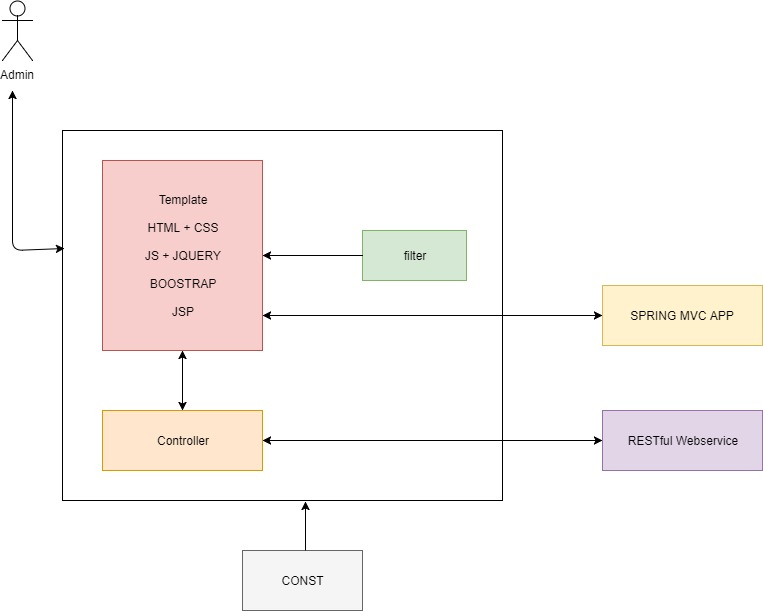 Admin
Template
HTML + CSS
JS + JQUERY
BOOSTRAP
JSP
filter
SPRING MVC APP
Controller
RESTful Webservice
CONST